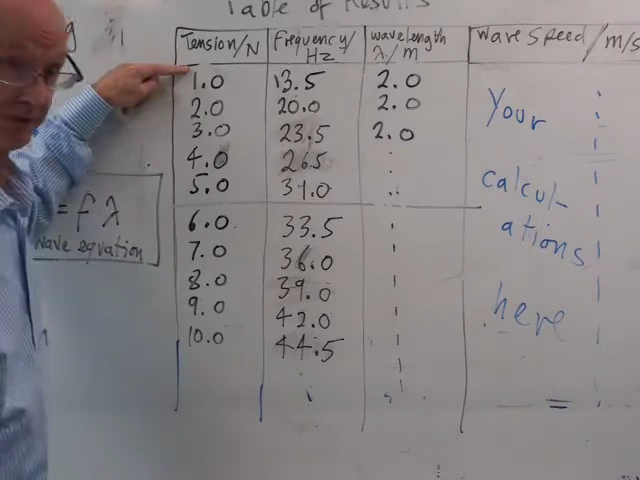 Table of Results
Tension/N Frequency/Hz wavelength λ/m Wave Speed/m/s
1.0 13.5 2.0
2.0 20.0 2.0
3.0 23.5 2.0
4.0 26.5
5.0 31.0
6.0 33.5
7.0 36.0
8.0 39.0
9.0 42.0
10.0 44.5
Your
calcul-
ations
here
= f λ
wave equation